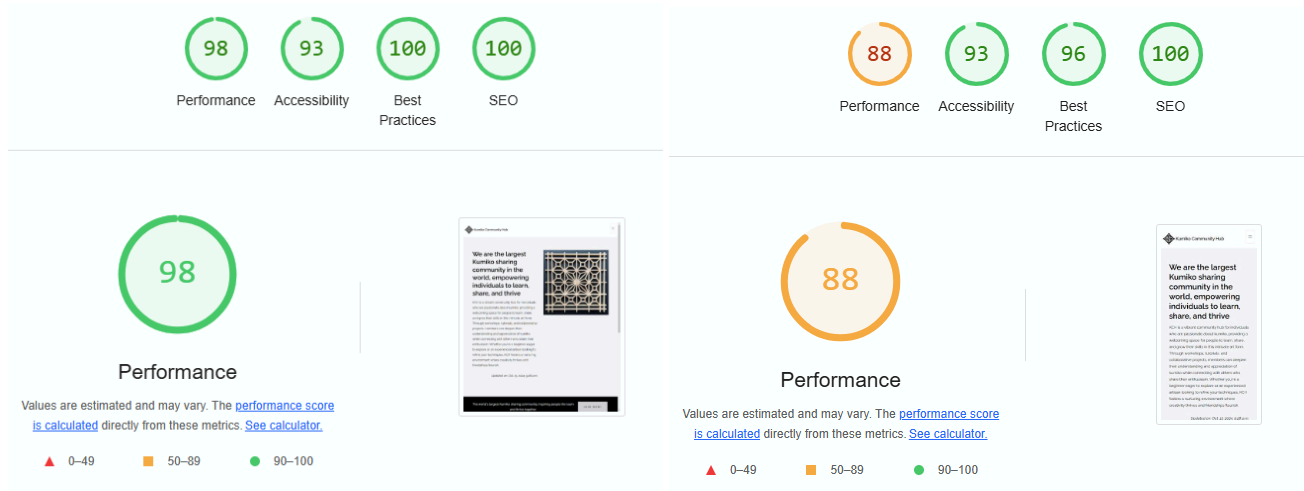 98
93
100
100
Performance
Accessibility
Best
Practices
SEO
98
Performance
Values are estimated and may vary. The performance score
is calculated directly from these metrics. See calculator.
0–49
50–89
90–100
Kumiko Community Hub
We are the largest
Kumiko sharing
community in the
world, empowering
individuals to learn,
share, and thrive
88
93
96
100
Performance
Accessibility
Best
Practices
SEO
88
Performance
Values are estimated and may vary. The performance score
is calculated directly from these metrics. See calculator.
0–49
50–89
90–100
Kumiko Community Hub
We are the largest
Kumiko sharing
community in the
world, empowering
individuals to learn,
share, and thrive